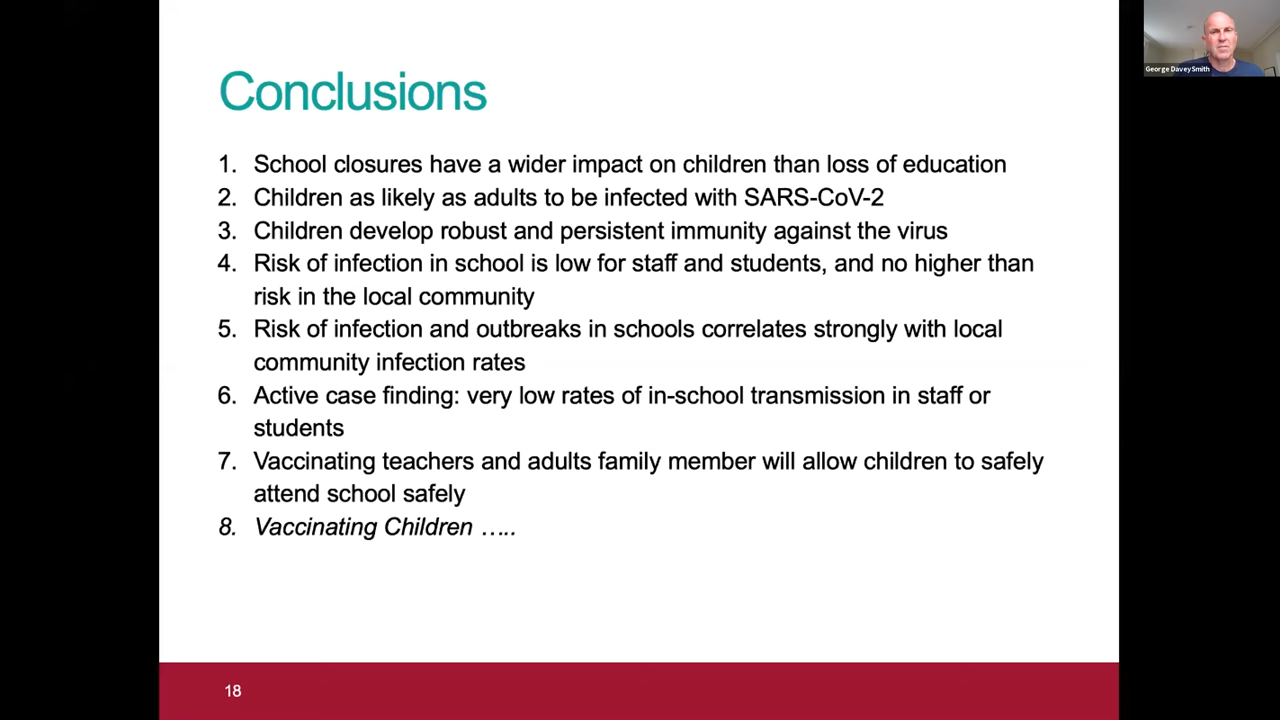 George Davey Smith
Conclusions
1. School closures have a wider impact on children than loss of education
2. Children as likely as adults to be infected with SARS-CoV-2
3. Children develop robust and persistent immunity against the virus
4. Risk of infection in school is low for staff and students, and no higher than
risk in the local community
5. Risk of infection and outbreaks in schools correlates strongly with local
community infection rates
6. Active case finding: very low rates of in-school transmission in staff or
students
7. Vaccinating teachers and adults family member will allow children to safely
attend school safely
8. Vaccinating Children …..
18